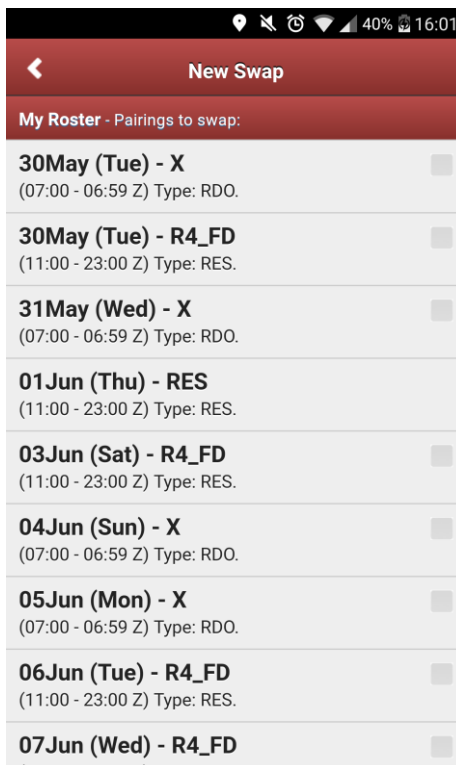 40% 16:01
New Swap
My Roster - Pairings to swap:
30May (Tue) - X
(07:00 - 06:59 Z) Type: RDO.
30May (Tue) - R4_FD
(11:00 - 23:00 Z) Type: RES.
31May (Wed) - X
(07:00 - 06:59 Z) Type: RDO.
01Jun (Thu) - RES
(11:00 - 23:00 Z) Type: RES.
03Jun (Sat) - R4_FD
(11:00 - 23:00 Z) Type: RES.
04Jun (Sun) - X
(07:00 - 06:59 Z) Type: RDO.
05Jun (Mon) - X
(07:00 - 06:59 Z) Type: RDO.
06Jun (Tue) - R4_FD
(11:00 - 23:00 Z) Type: RES.
07Jun (Wed) - R4_FD